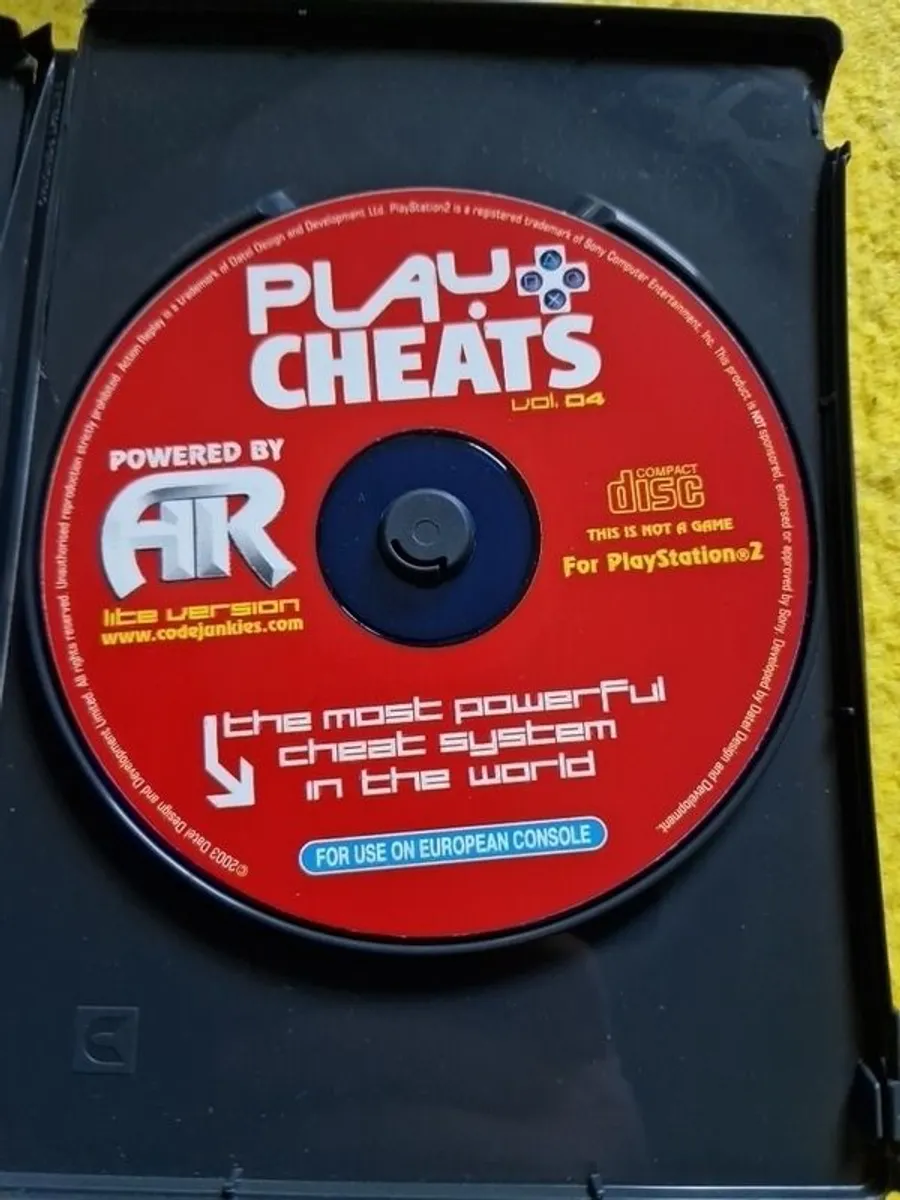 PLAY
CHEATS
vol. 04
POWERED BY
AR
lite version
www.codejunkies.com
COMPACT
disc
THIS IS NOT A GAME
For PlayStation®2
the most powerful
cheat system
in the world
FOR USE ON EUROPEAN CONSOLE
©2003 Datel Design and Development Limited. All rights reserved. Unauthorised reproduction strictly prohibited. Action Replay is a trademark of Datel Design and Development Ltd. PlayStation2 is a registered trademark of Sony Computer Entertainment, Inc. This product is NOT sponsored, endorsed or approved by Sony. Developed by Datel Design and Development.